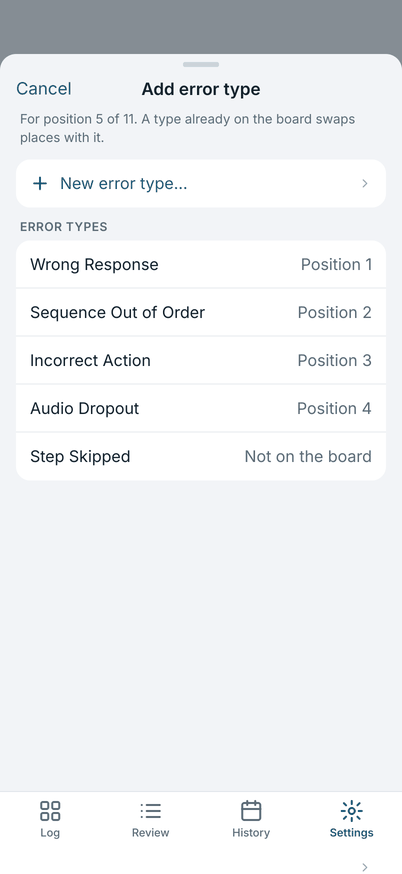 Cancel
Add error type
For position 5 of 11. A type already on the board swaps
places with it.
New error type...
ERROR TYPES
Wrong Response Position 1
Sequence Out of Order Position 2
Incorrect Action Position 3
Audio Dropout Position 4
Step Skipped Not on the board
Log Review History Settings